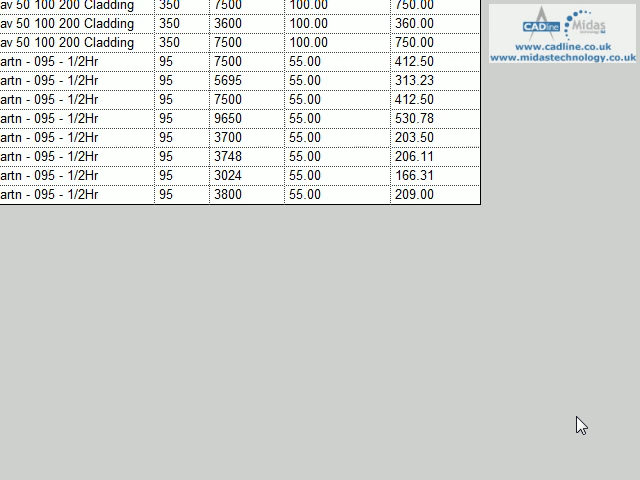 av 50 100 200 Cladding 350 7500 100.00 750.00
av 50 100 200 Cladding 350 3600 100.00 360.00
av 50 100 200 Cladding 350 7500 100.00 750.00
artn - 095 - 1/2Hr 95 7500 55.00 412.50
artn - 095 - 1/2Hr 95 5695 55.00 313.23
artn - 095 - 1/2Hr 95 7500 55.00 412.50
artn - 095 - 1/2Hr 95 9650 55.00 530.78
artn - 095 - 1/2Hr 95 3700 55.00 203.50
artn - 095 - 1/2Hr 95 3748 55.00 206.11
artn - 095 - 1/2Hr 95 3024 55.00 166.31
artn - 095 - 1/2Hr 95 3800 55.00 209.00
CADline Midas
www.cadline.co.uk
www.midastechnology.co.uk